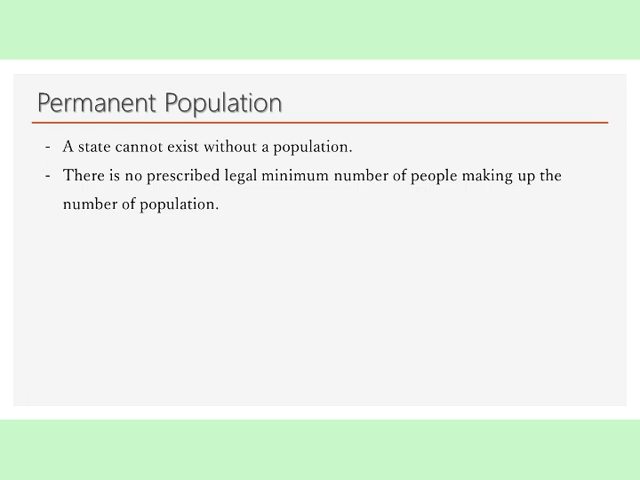 Permanent Population
- A state cannot exist without a population.
- There is no prescribed legal minimum number of people making up the
number of population.